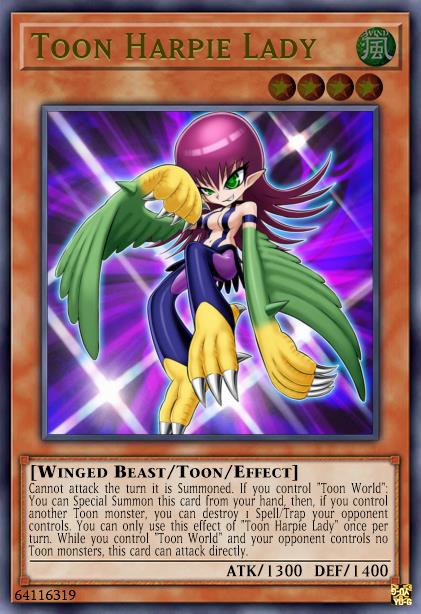 TOON HARPIE LADY
WIND
風
[WINGED BEAST/TOON/EFFECT]
Cannot attack the turn it is Summoned. If you control "Toon World":
You can Special Summon this card from your hand, then, if you control
another Toon monster, you can destroy 1 Spell/Trap your opponent
controls. You can only use this effect of "Toon Harpie Lady" once per
turn. While you control "Toon World" and your opponent controls no
Toon monsters, this card can attack directly.
ATK/1300 DEF/1400
64116319